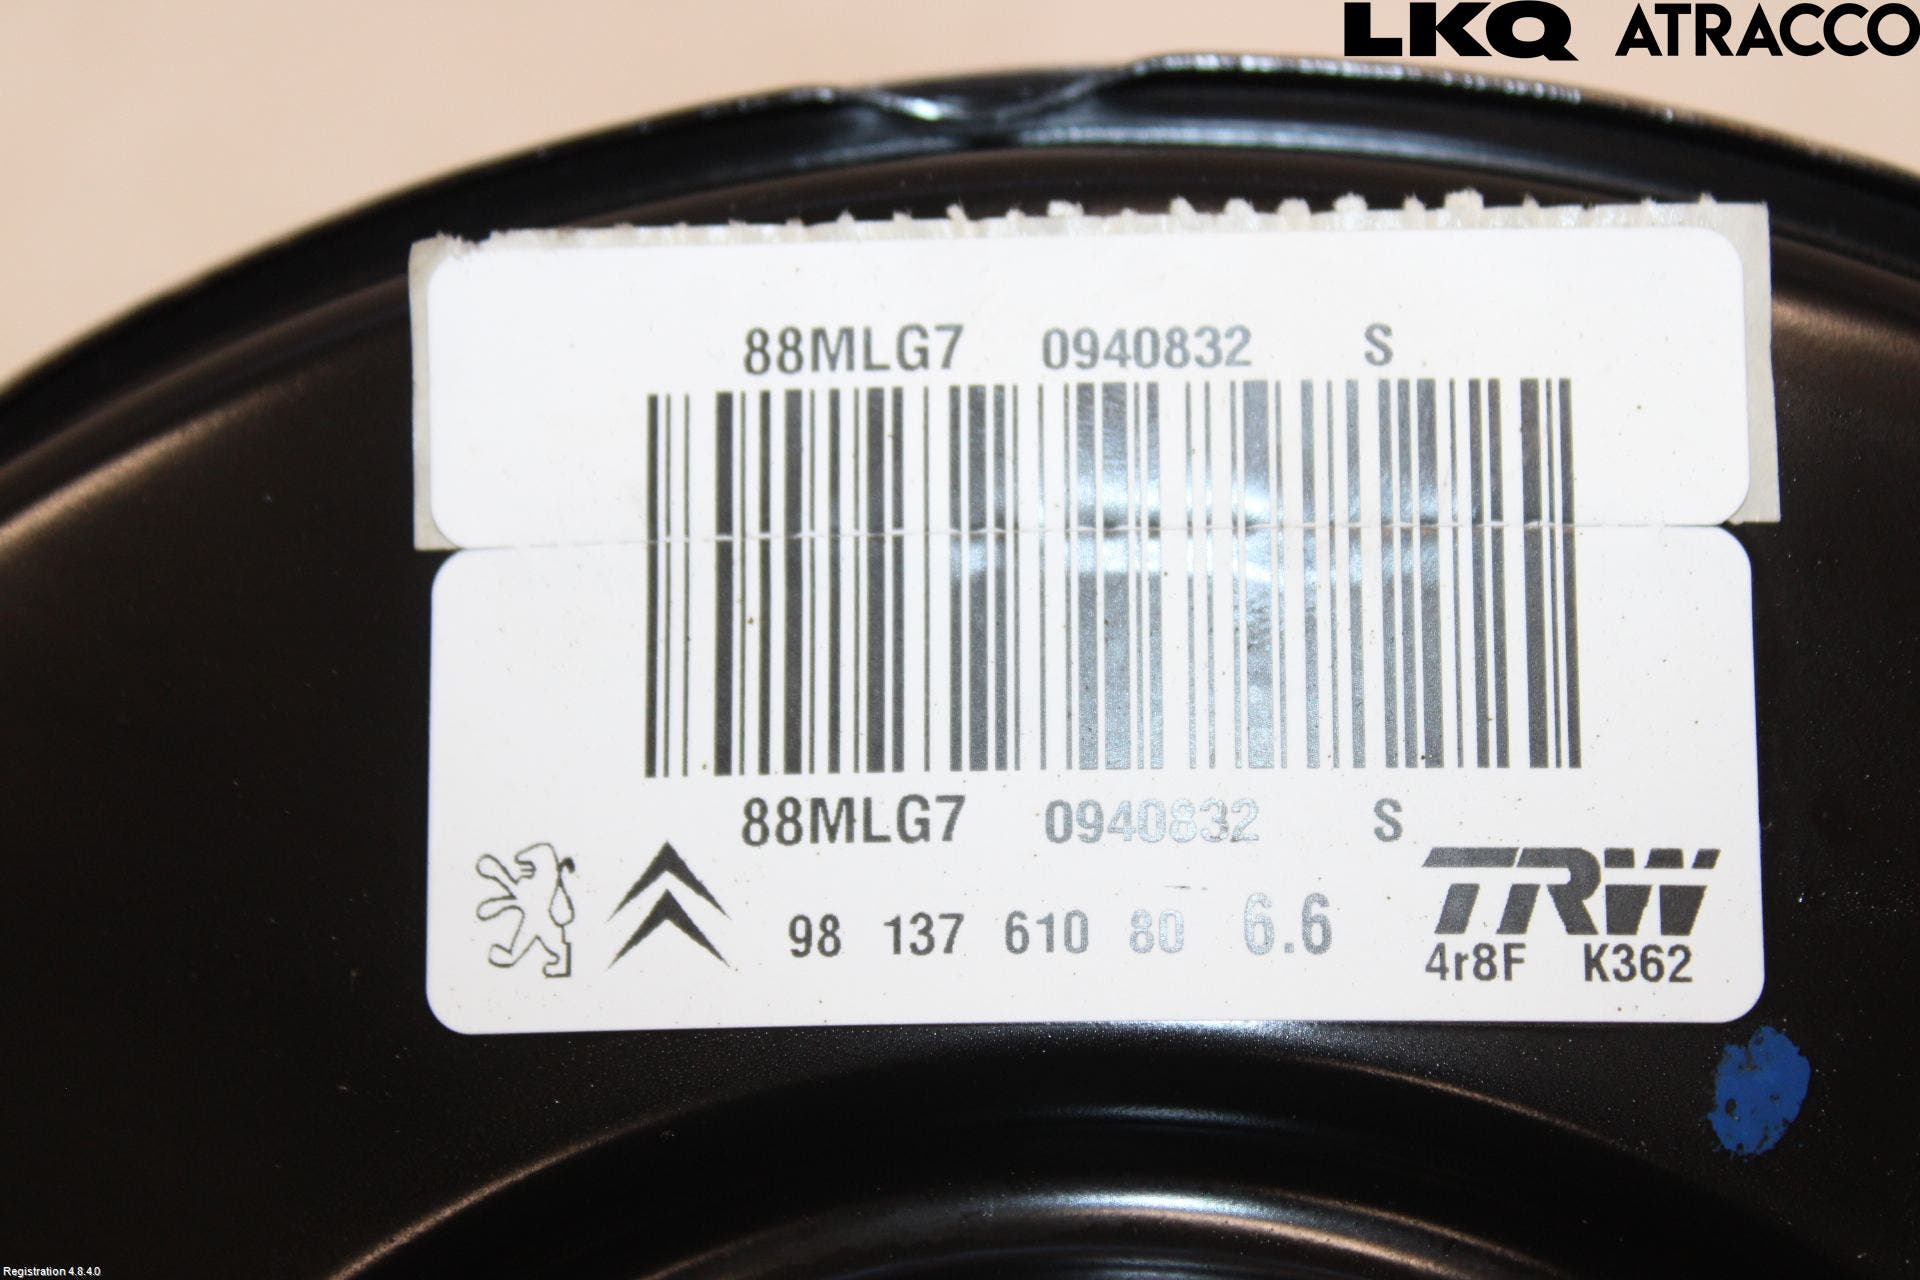 LKQ ATRACCO
88MLG7 0940832 S
88MLG7 0940832 S
98 137 610 80 6.6
TRW
4r8F K362
Registration 4.8.4.0